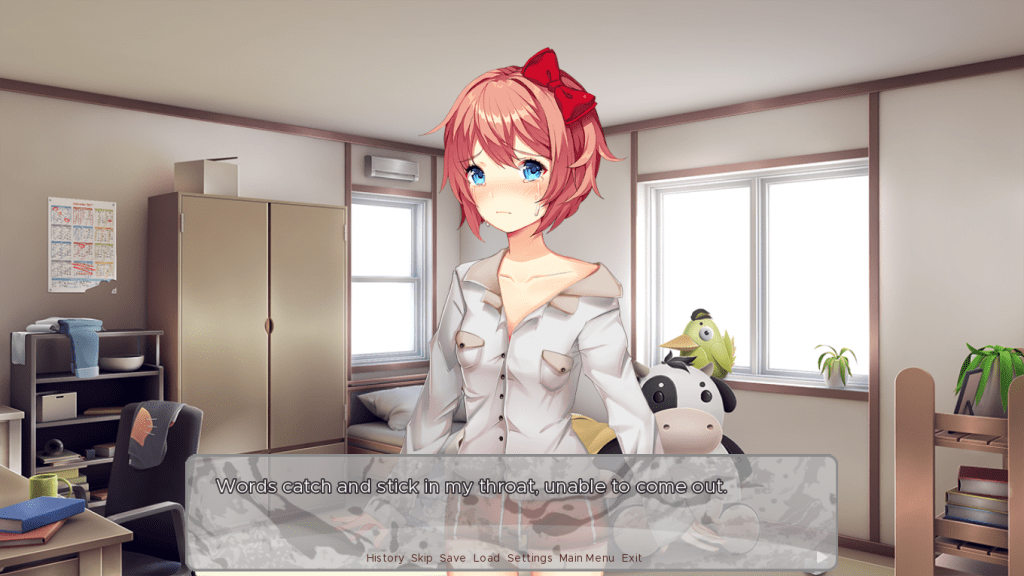 Words catch and stick in my throat, unable to come out.
History Skip Save Load Settings Main Menu Exit